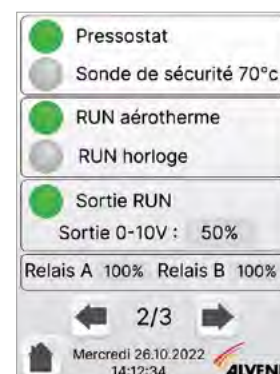 Pressostat
Sonde de sécurité 70°c
RUN aérotherme
RUN horloge
Sortie RUN
Sortie 0-10V : 50%
Relais A 100% Relais B 100%
2/3
Mercredi 26.10.2022
14:12:34
ALVEN